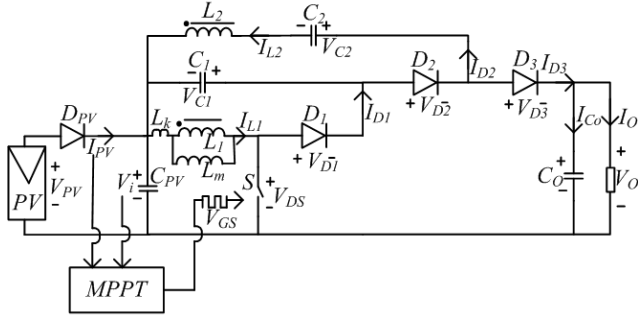 L2 C2
− +
IL2 VC2
C1 D2 ID2 D3 ID3
− + + VD2 − + VD3 −
VC1
DPV Lk D1 ID1 ICo IO
IPV L1 IL1 + VD1 −
Lm
PV + VPV − Vi + − CPV S + VDS − CO + − + VO −
VGS
MPPT